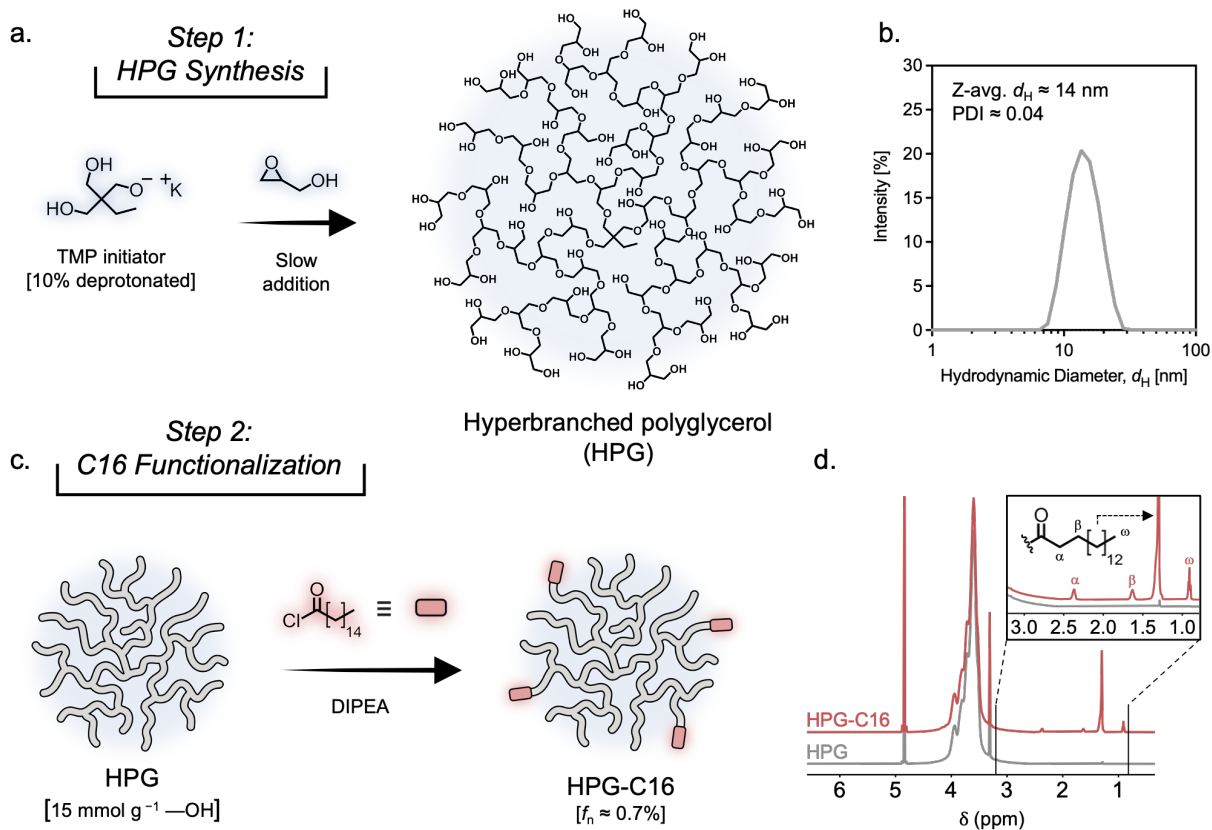 a.
Step 1:
HPG Synthesis
OH
O− +K
HO
TMP initiator
[10% deprotonated]
O
OH
Slow
addition
Hyperbranched polyglycerol
(HPG)
b.
Z-avg. dH ≈ 14 nm
PDI ≈ 0.04
Intensity [%]
30
25
20
15
10
5
0
1
10
100
Hydrodynamic Diameter, dH [nm]
c.
Step 2:
C16 Functionalization
HPG
[15 mmol g −1 —OH]
O
Cl
14
≡
DIPEA
HPG-C16
[fn ≈ 0.7%]
d.
O
β
ω
α
12
α
β
ω
3.0 2.5 2.0 1.5 1.0
HPG-C16
HPG
6 5 4 3 2 1
δ (ppm)